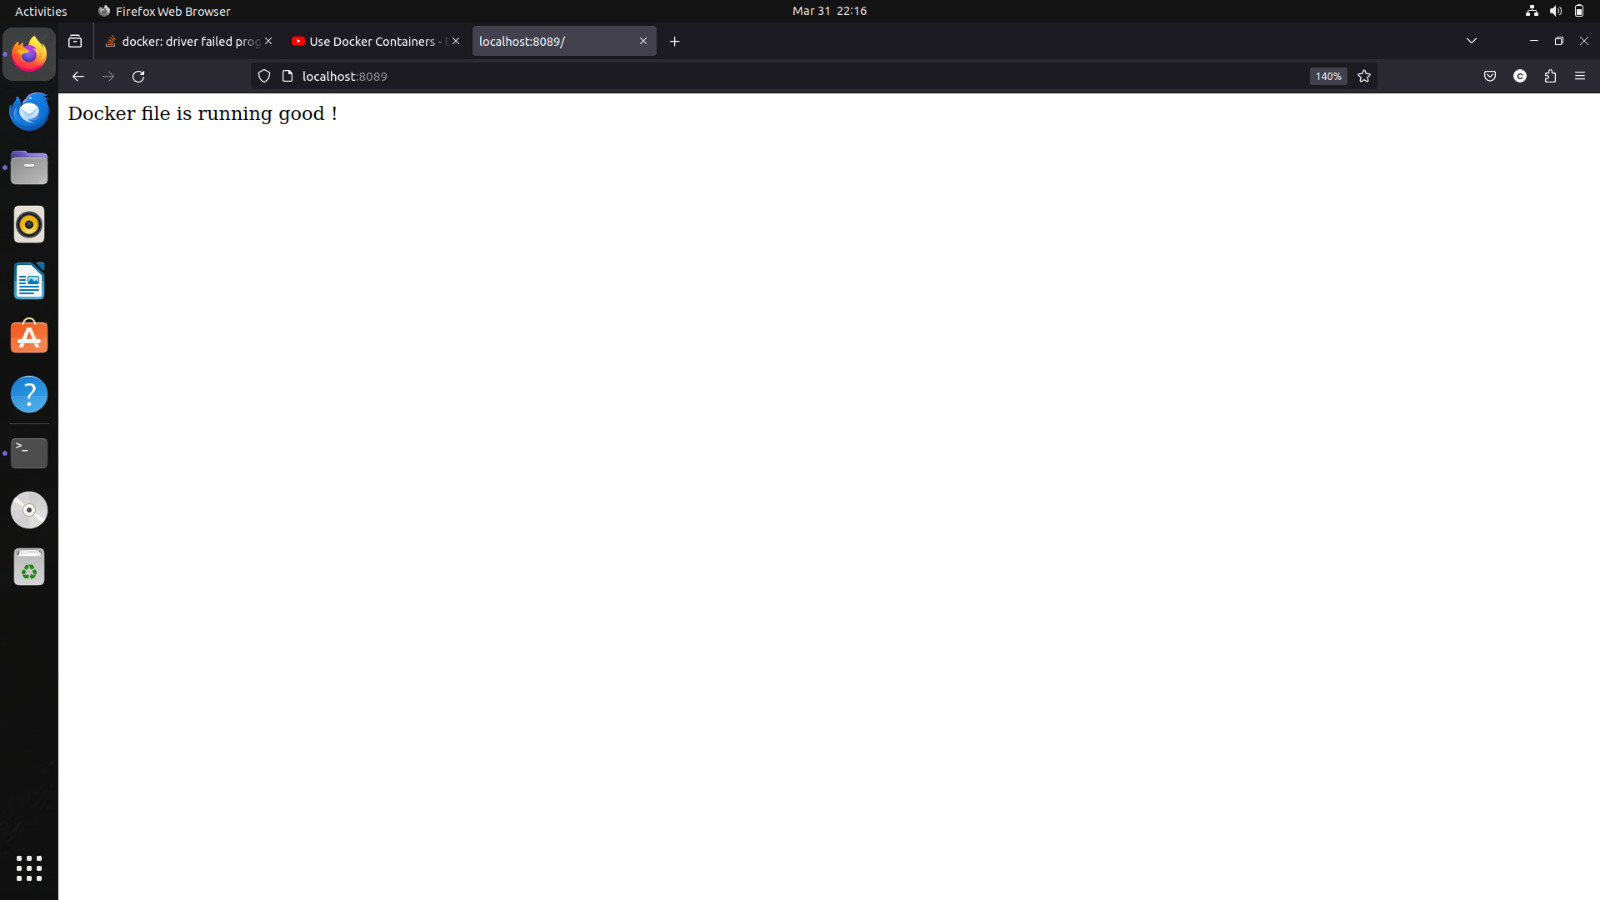 Activities
Firefox Web Browser
Mar 31 22:16
docker: driver failed prog
Use Docker Containers -
localhost:8089/
localhost:8089
140%
Docker file is running good !